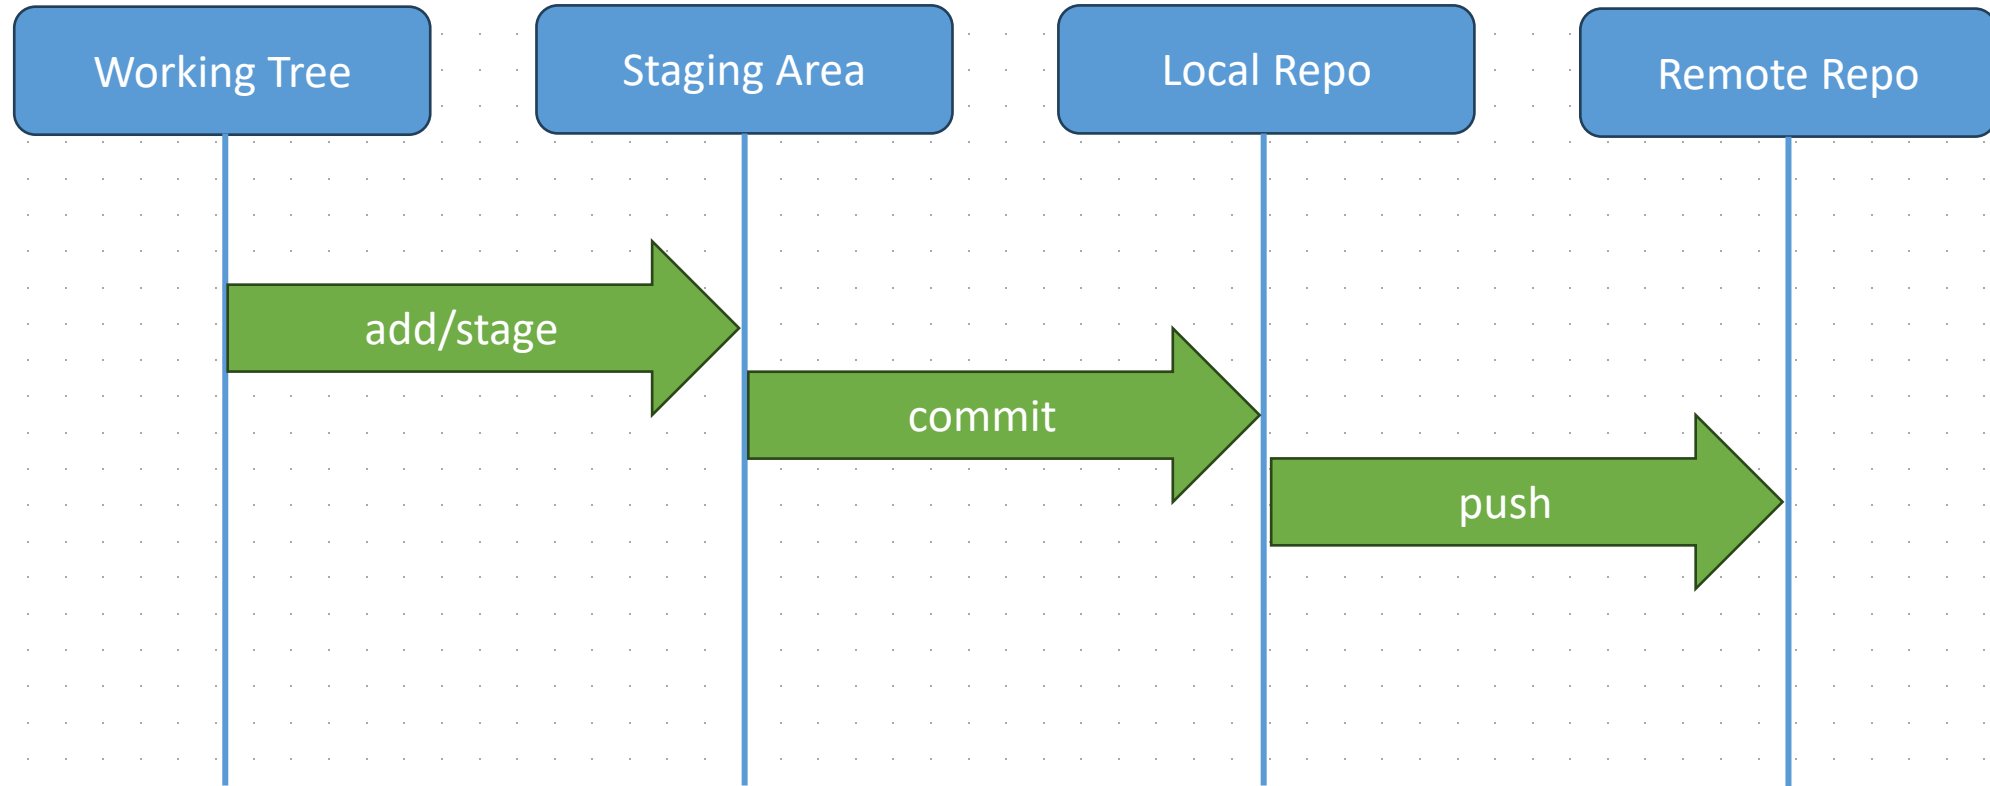 Working Tree
Staging Area
Local Repo
Remote Repo
add/stage
commit
push